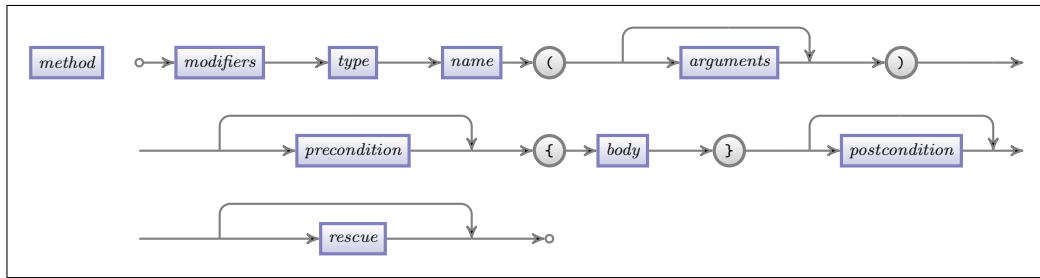 method modifiers type name ( arguments )
precondition { body } postcondition
rescue